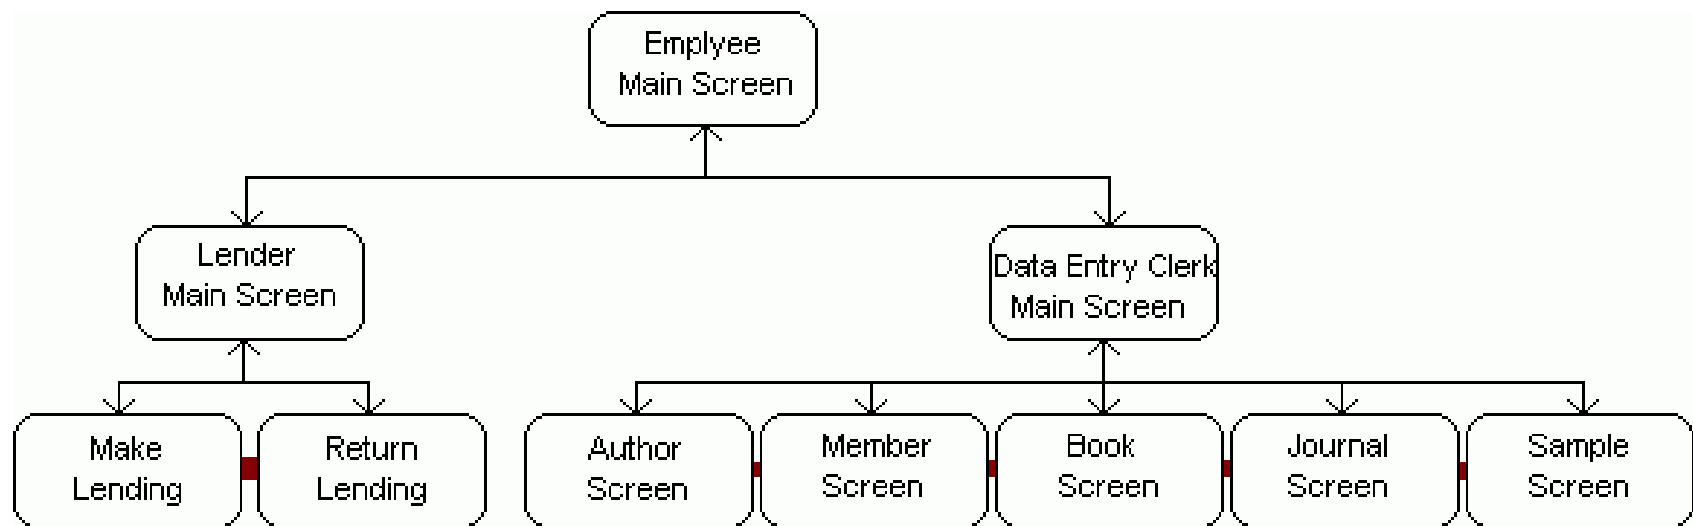 Emplyee
Main Screen
Lender
Main Screen
Data Entry Clerk
Main Screen
Make
Lending
Return
Lending
Author
Screen
Member
Screen
Book
Screen
Journal
Screen
Sample
Screen